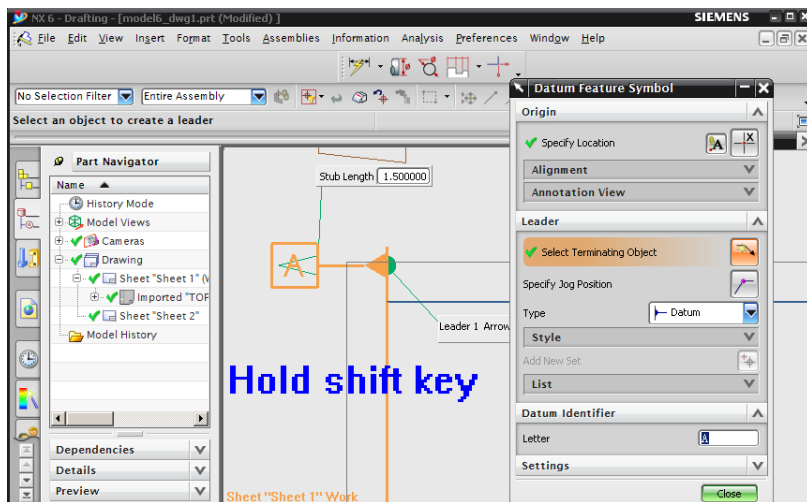 NX 6 - Drafting - [model6_dwg1.prt (Modified) ]
SIEMENS
File Edit View Insert Format Tools Assemblies Information Analysis Preferences Window Help
No Selection Filter
Entire Assembly
Select an object to create a leader
Part Navigator
Name
History Mode
Model Views
Cameras
Drawing
Sheet "Sheet 1" (W
Imported "TOP
Sheet "Sheet 2"
Model History
Dependencies
Details
Preview
Stub Length 1.500000
A
Leader 1 Arrow
Hold shift key
Sheet "Sheet 1" Work
Datum Feature Symbol
Origin
Specify Location
A
X
Alignment
Annotation View
Leader
Select Terminating Object
Specify Jog Position
Type
Datum
Style
Add New Set
List
Datum Identifier
Letter
A
Settings
Close